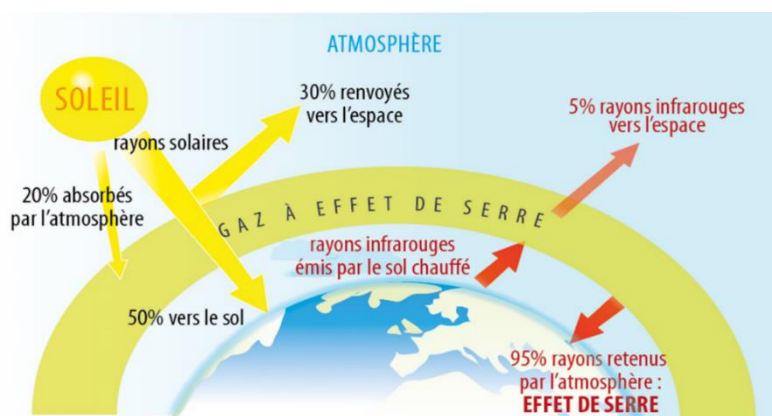 ATMOSPHÈRE
SOLEIL
rayons solaires
30% renvoyés
vers l'espace
5% rayons infrarouges
vers l'espace
20% absorbés
par l'atmosphère
GAZ À EFFET DE SERRE
rayons infrarouges
émis par le sol chauffé
50% vers le sol
95% rayons retenus
par l'atmosphère :
EFFET DE SERRE